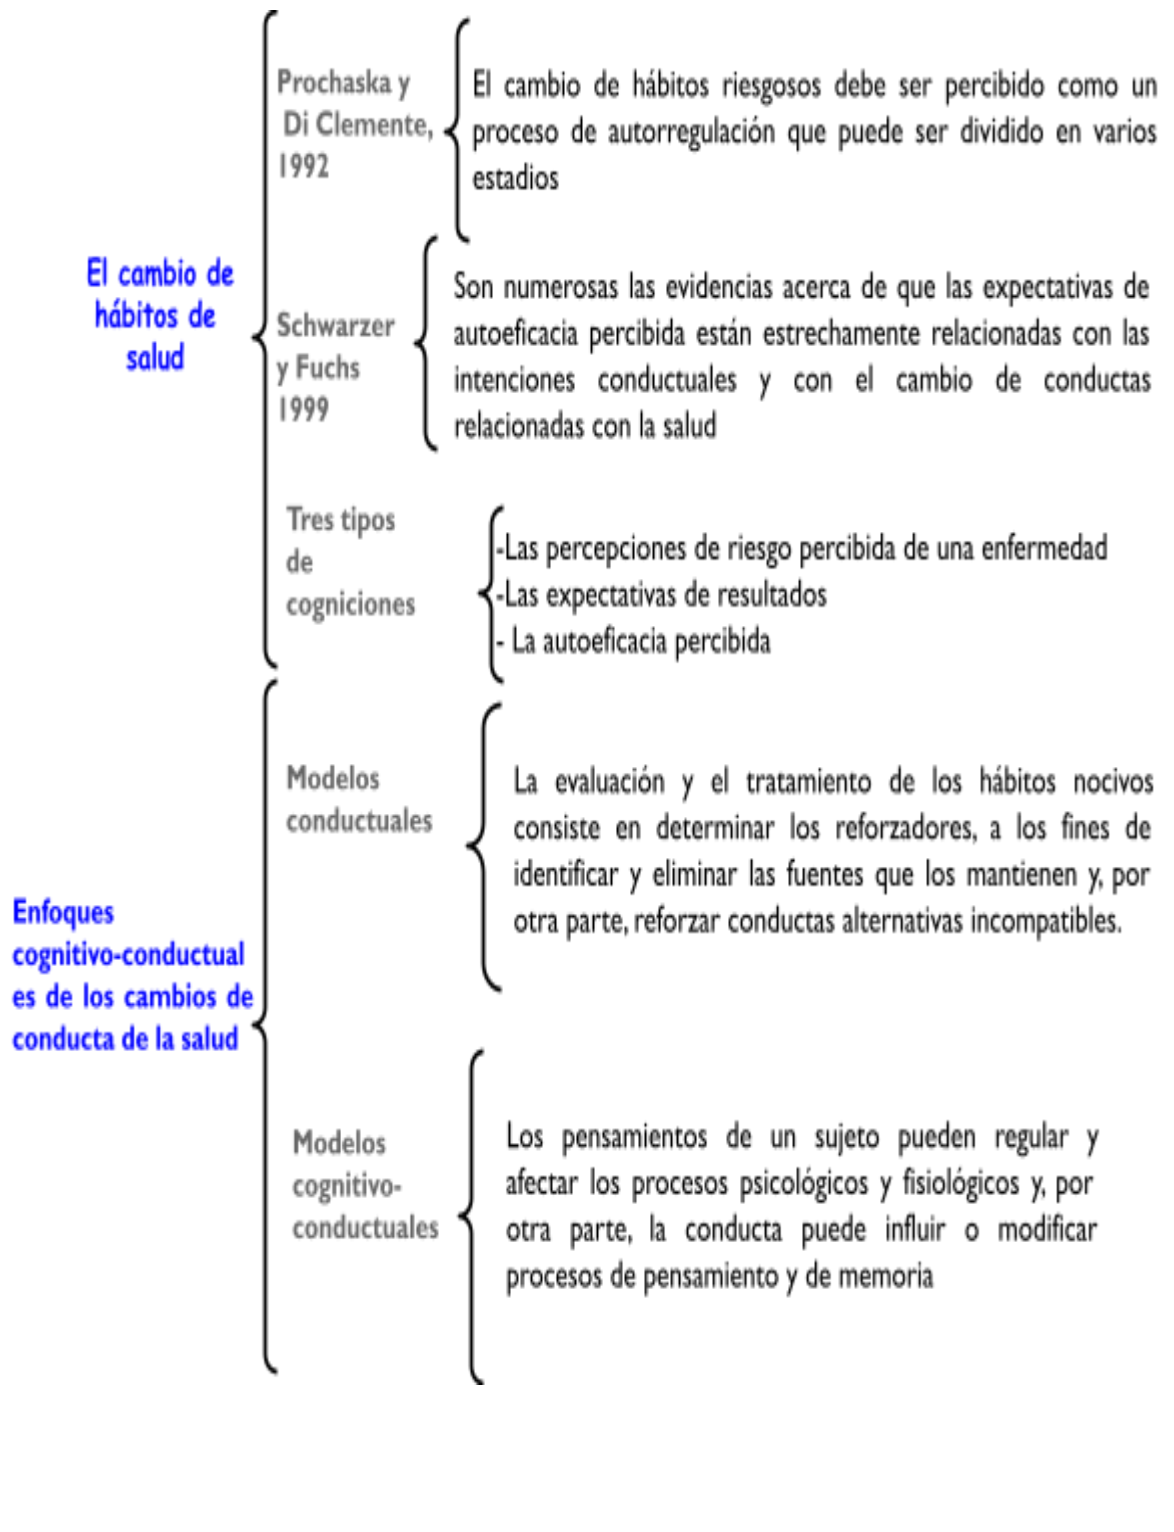 El cambio de
hábitos de
salud
Prochaska y
Di Clemente,
1992
El cambio de hábitos riesgosos debe ser percibido como un
proceso de autorregulación que puede ser dividido en varios
estadios
Schwarzer
y Fuchs
1999
Son numerosas las evidencias acerca de que las expectativas de
autoeficacia percibida están estrechamente relacionadas con las
intenciones conductuales y con el cambio de conductas
relacionadas con la salud
Tres tipos
de
cogniciones
-Las percepciones de riesgo percibida de una enfermedad
-Las expectativas de resultados
- La autoeficacia percibida
Enfoques
cognitivo-conductual
es de los cambios de
conducta de la salud
Modelos
conductuales
La evaluación y el tratamiento de los hábitos nocivos
consiste en determinar los reforzadores, a los fines de
identificar y eliminar las fuentes que los mantienen y, por
otra parte, reforzar conductas alternativas incompatibles.
Modelos
cognitivo-
conductuales
Los pensamientos de un sujeto pueden regular y
afectar los procesos psicológicos y fisiológicos y, por
otra parte, la conducta puede influir o modificar
procesos de pensamiento y de memoria